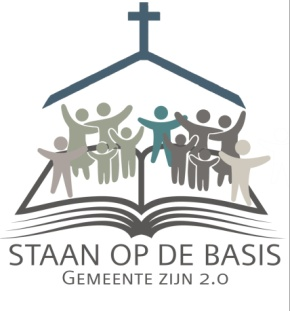 STAAN OP DE BASIS
GEMEENTE ZIJN 2.0